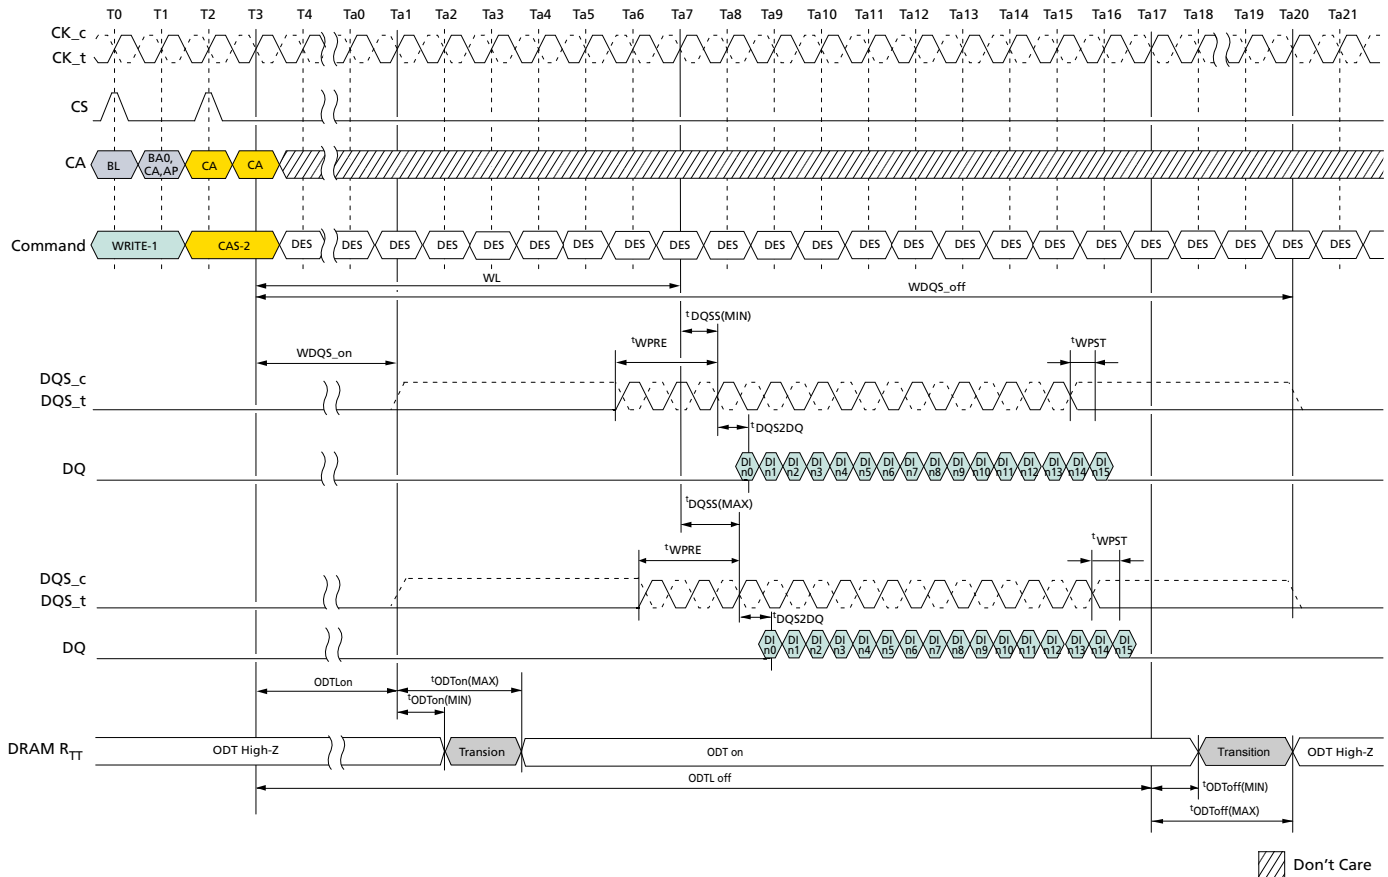 T0 T1 T2 T3 T4 Ta0 Ta1 Ta2 Ta3 Ta4 Ta5 Ta6 Ta7 Ta8 Ta9 Ta10 Ta11 Ta12 Ta13 Ta14 Ta15 Ta16 Ta17 Ta18 Ta19 Ta20 Ta21
CK_c
CK_t
CS
CA BL BA0, CA, AP CA CA
Command WRITE-1 CAS-2 DES DES DES DES DES DES DES DES DES DES DES DES DES DES DES DES DES DES DES DES DES DES DES
WL
WDQS_off
tDQSS(MIN)
tWPRE tWPST
WDQS_on
DQS_c
DQS_t
tDQS2DQ
DQ DI n0 DI n1 DI n2 DI n3 DI n4 DI n5 DI n6 DI n7 DI n8 DI n9 DI n10 DI n11 DI n12 DI n13 DI n14 DI n15
tDQSS(MAX)
tWPRE tWPST
DQS_c
DQS_t
tDQS2DQ
DQ DI n0 DI n1 DI n2 DI n3 DI n4 DI n5 DI n6 DI n7 DI n8 DI n9 DI n10 DI n11 DI n12 DI n13 DI n14 DI n15
ODTLon tODTon(MAX)
tODTon(MIN)
DRAM RTT ODT High-Z Transion ODT on Transition ODT High-Z
ODTL off tODToff(MIN)
tODToff(MAX)
Don't Care